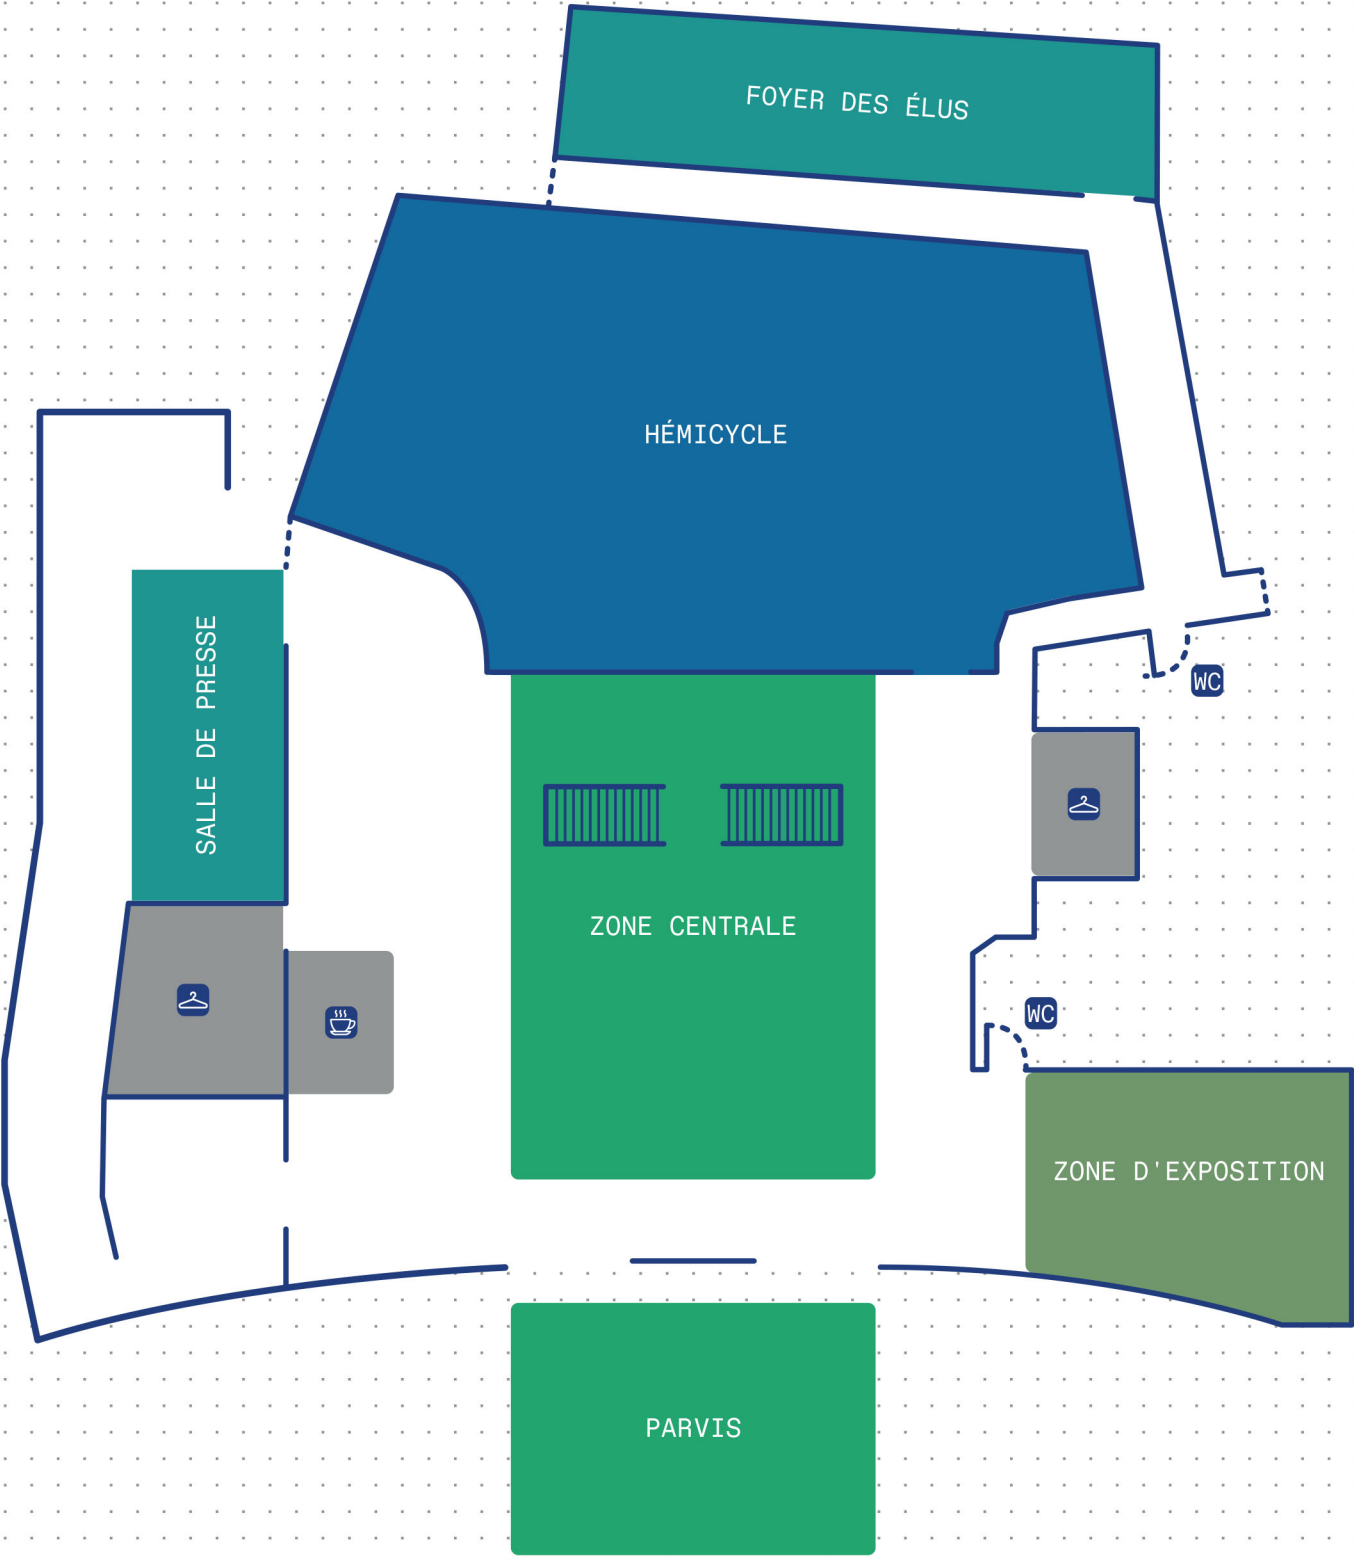 FOYER DES ÉLUS
HÉMICYCLE
SALLE DE PRESSE
WC
ZONE CENTRALE
WC
ZONE D'EXPOSITION
PARVIS